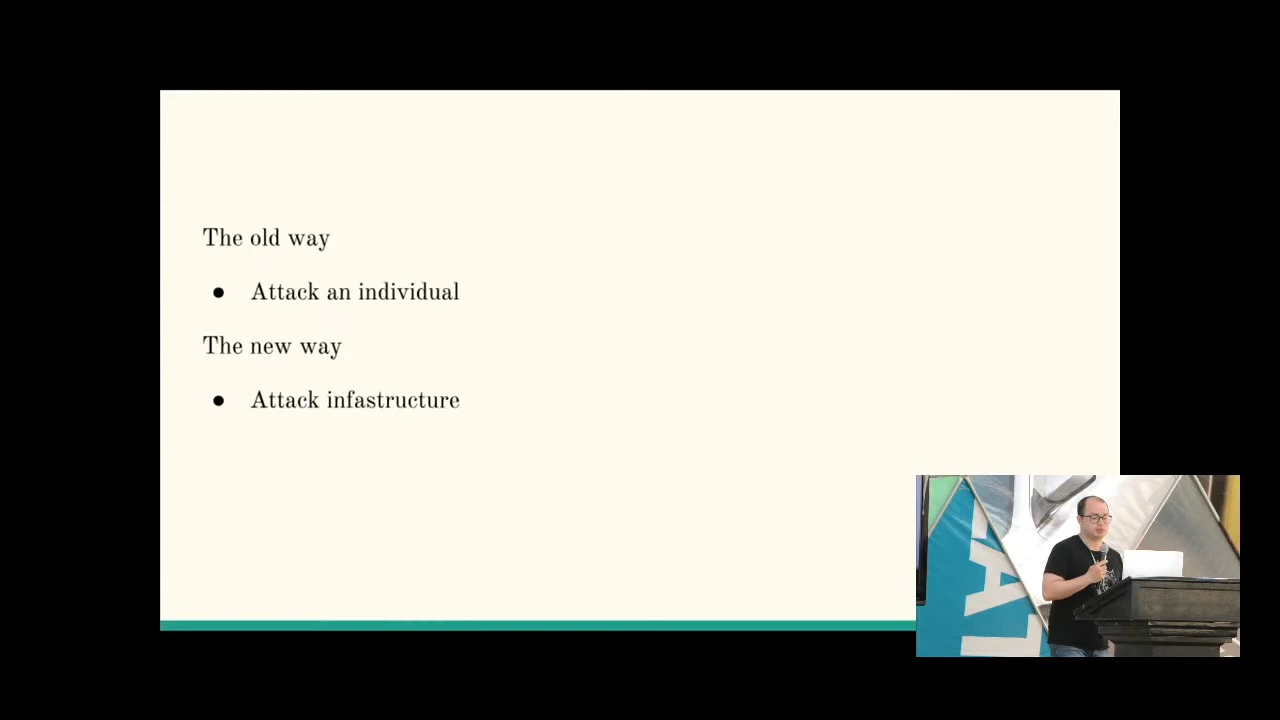 The old way
● Attack an individual
The new way
● Attack infastructure